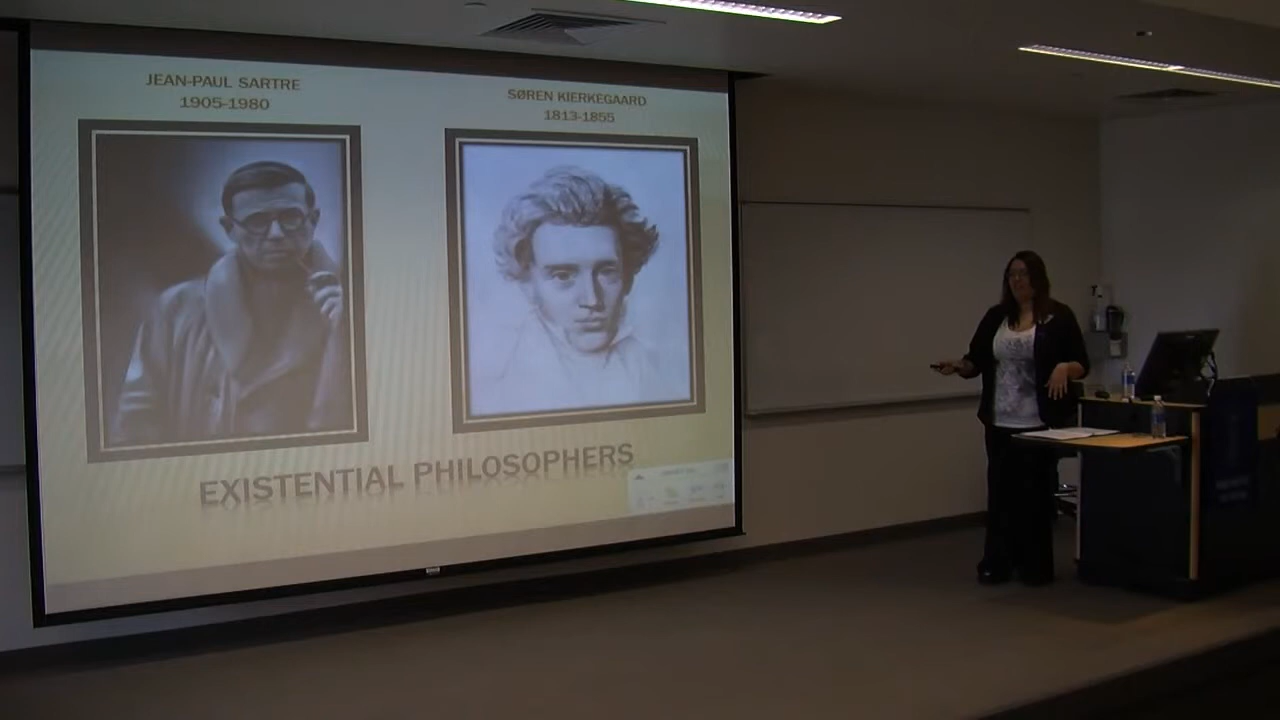 JEAN-PAUL SARTRE
1905-1980
SØREN KIERKEGAARD
1813-1855
EXISTENTIAL PHILOSOPHERS